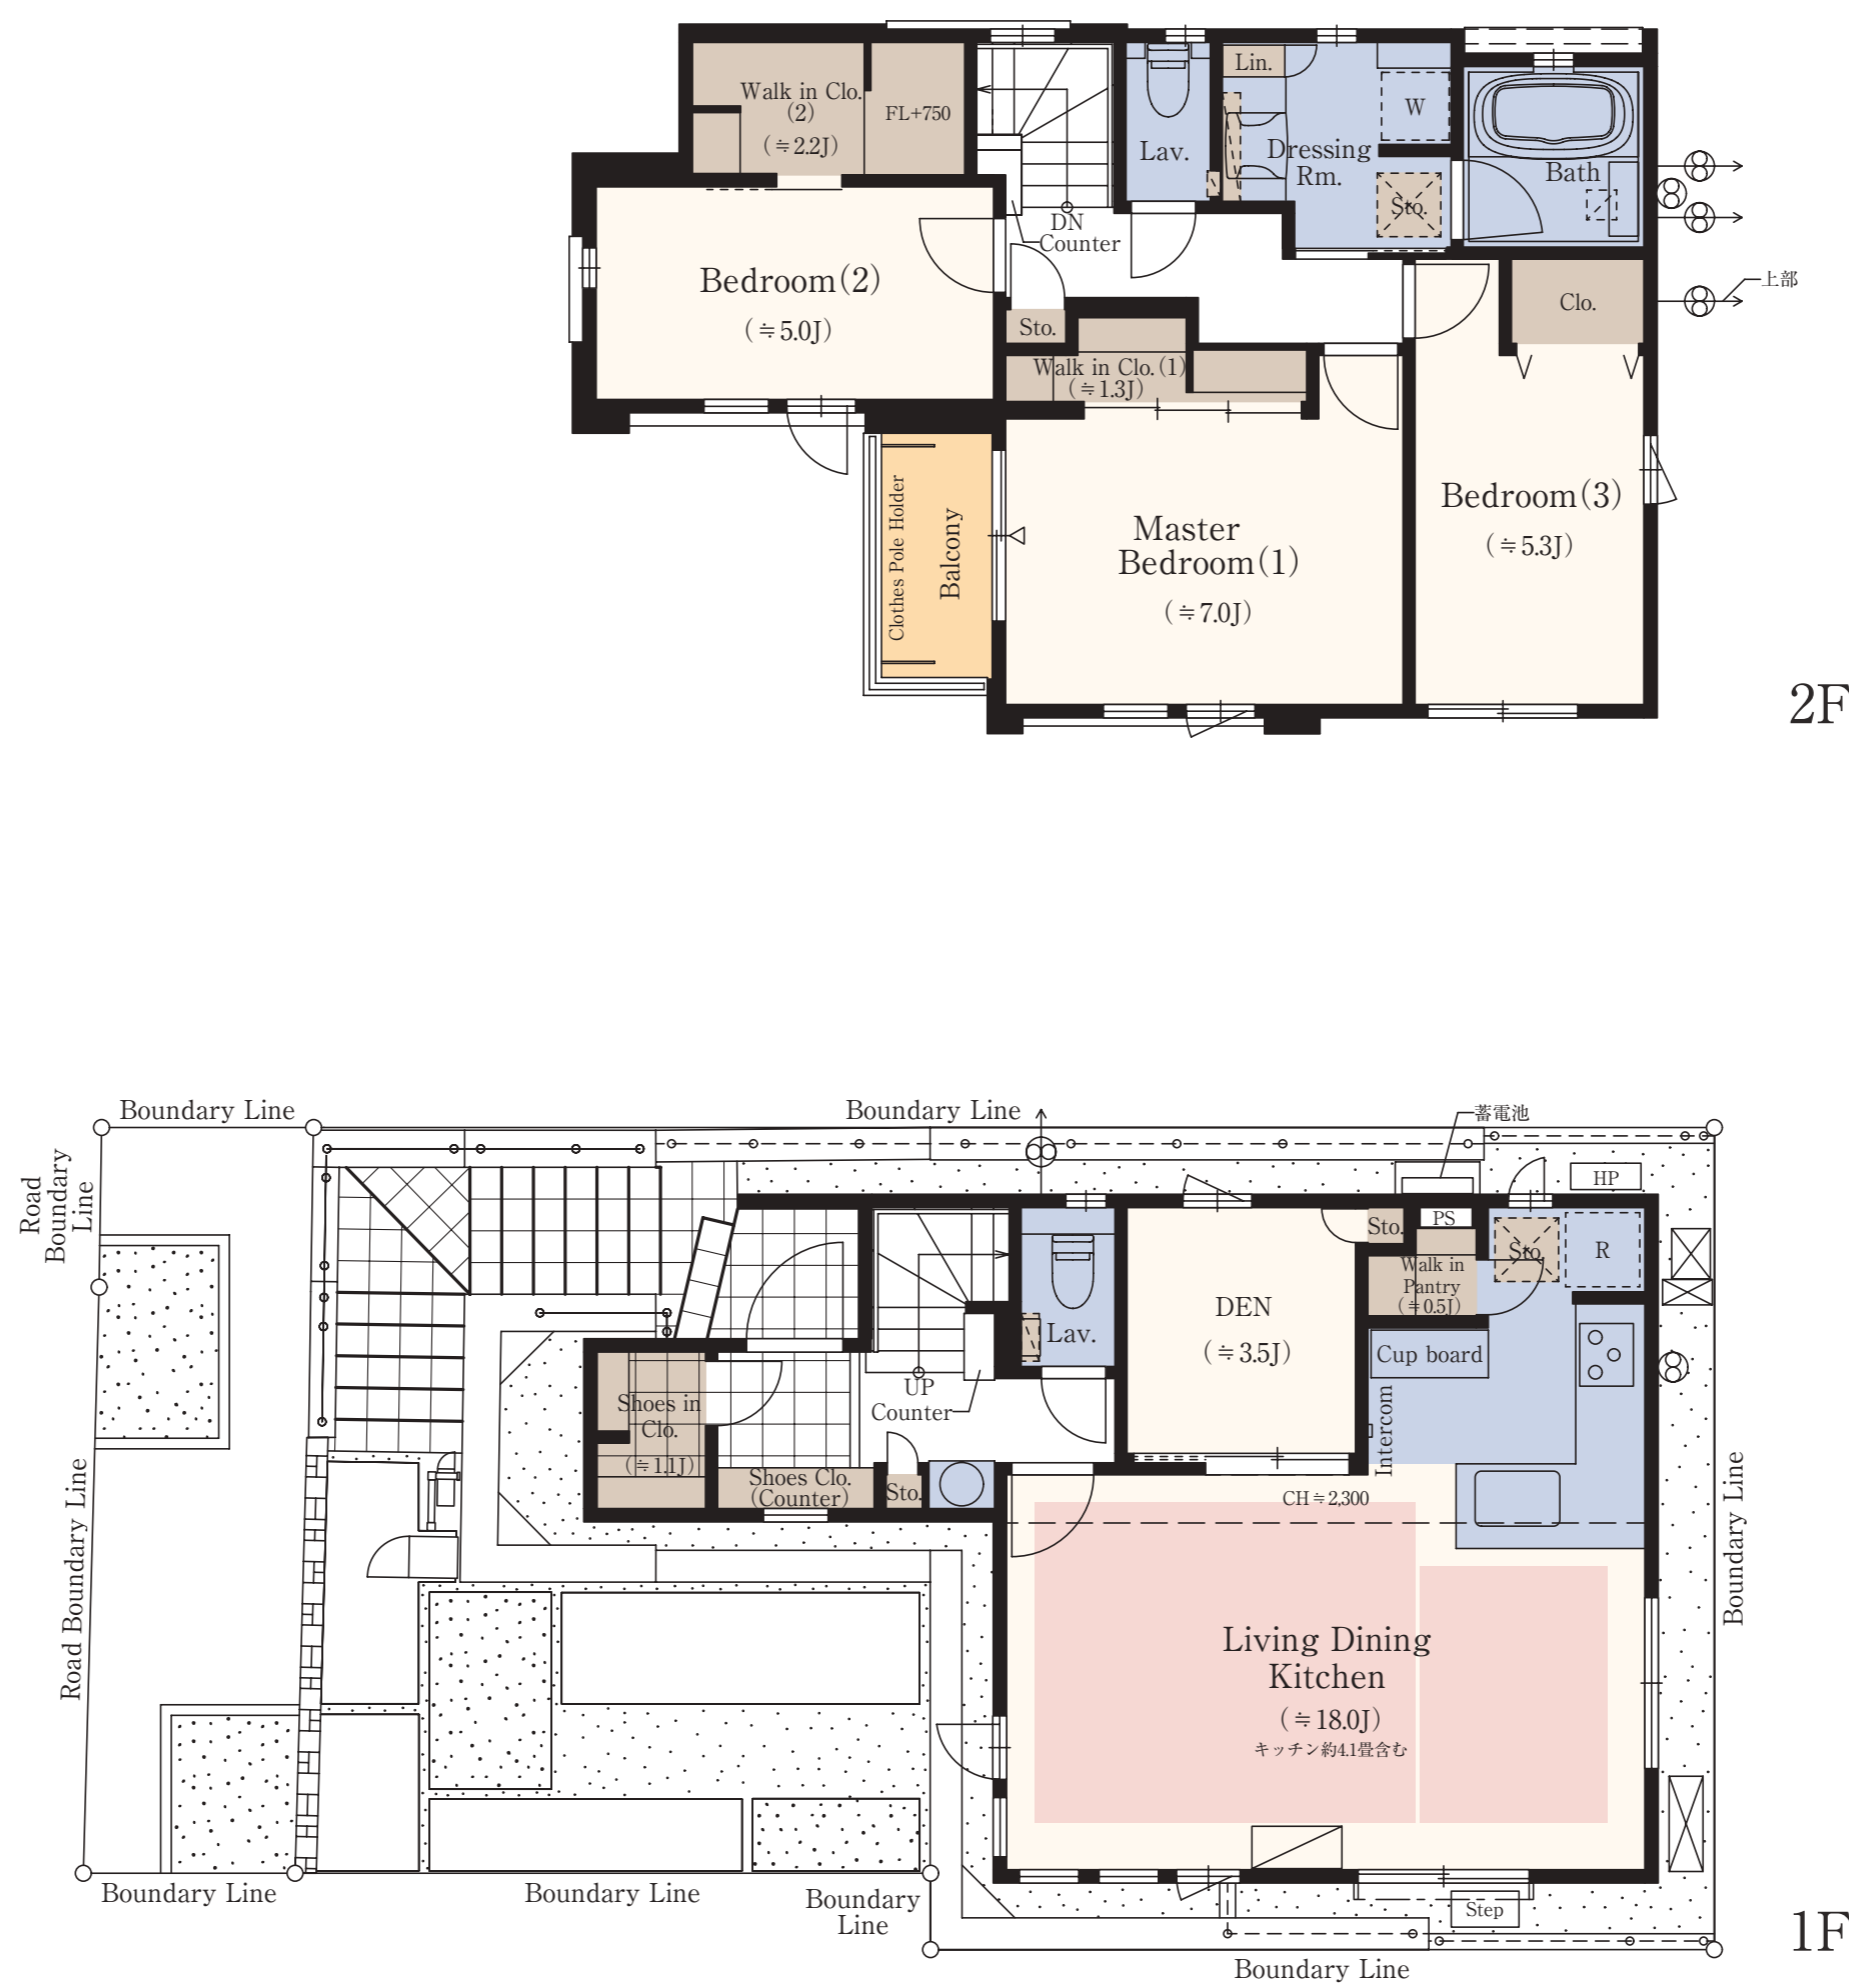 Walk in Clo.
(2)
(≒2.2J)
FL+750
Lav.
Lin.
W
Dressing
Rm.
Sto.
Bath
DN
Counter
上部
Bedroom(2)
(≒5.0J)
Sto.
Walk in Clo.(1)
(≒1.3J)
Clo.
Clothes Pole Holder
Balcony
Master
Bedroom(1)
(≒7.0J)
Bedroom(3)
(≒5.3J)
2F
Boundary Line
Boundary Line
蓄電池
Road
Boundary
Line
HP
PS
Sto.
Sto.
R
Walk in
Pantry
(≒0.5J)
DEN
(≒3.5J)
Lav.
Cup board
UP
Counter
Shoes in
Clo.
(≒1.1J)
Shoes Clo.
(Counter)
Sto.
Intercom
CH≒2,300
Road Boundary Line
Boundary Line
Living Dining
Kitchen
(≒18.0J)
キッチン約4.1畳含む
Boundary Line
Boundary Line
Boundary
Line
Step
Boundary Line
1F